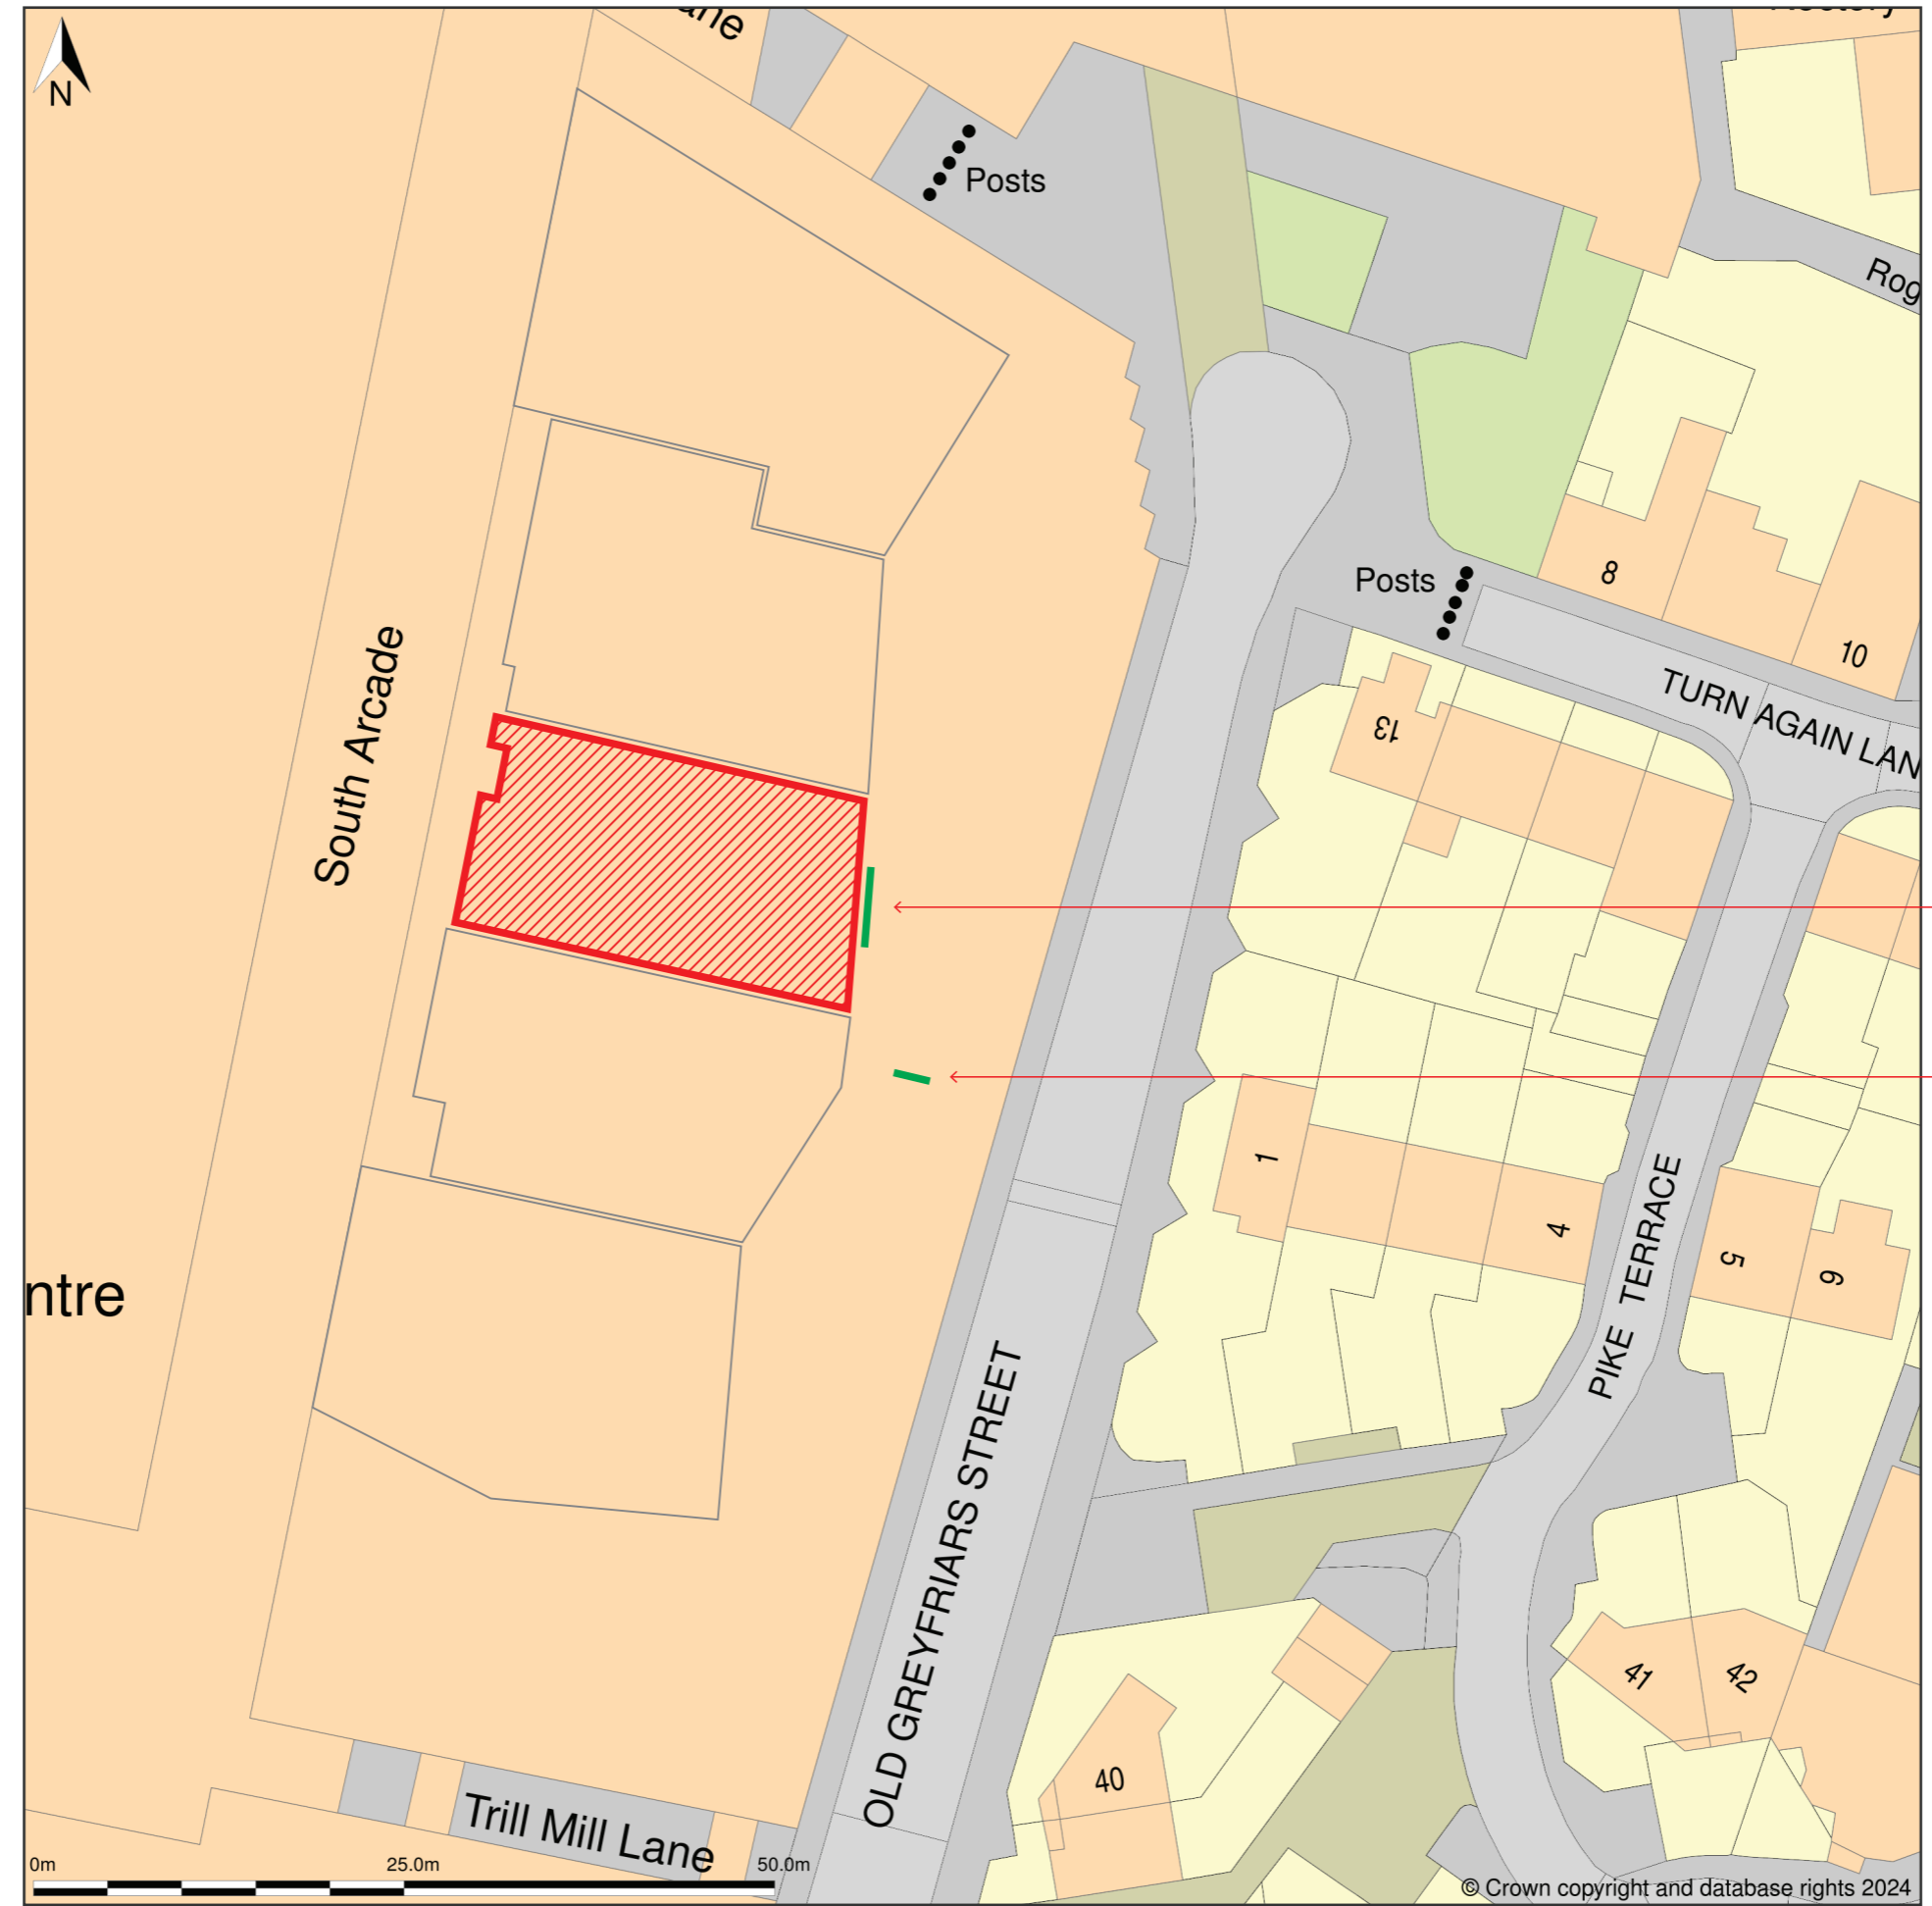 N
Posts
Rog
8
10
Posts
TURN AGAIN LAN
13
South Arcade
1
4
PIKE TERRACE
5
6
ntre
OLD GREYFRIARS STREET
41
42
40
Trill Mill Lane
0m
25.0m
50.0m
© Crown copyright and database rights 2024